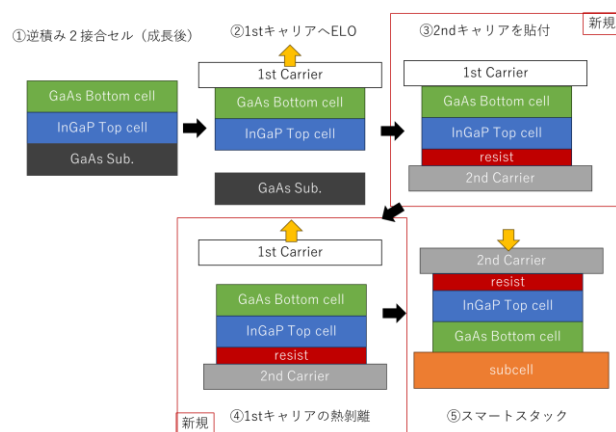 ①逆積み２接合セル（成長後）
GaAs Bottom cell
InGaP Top cell
GaAs Sub.
②1stキャリアへELO
1st Carrier
GaAs Bottom cell
InGaP Top cell
GaAs Sub.
③2ndキャリアを貼付
新規
1st Carrier
GaAs Bottom cell
InGaP Top cell
resist
2nd Carrier
1st Carrier
GaAs Bottom cell
InGaP Top cell
resist
2nd Carrier
新規
④1stキャリアの熱剝離
2nd Carrier
resist
InGaP Top cell
GaAs Bottom cell
subcell
⑤スマートスタック